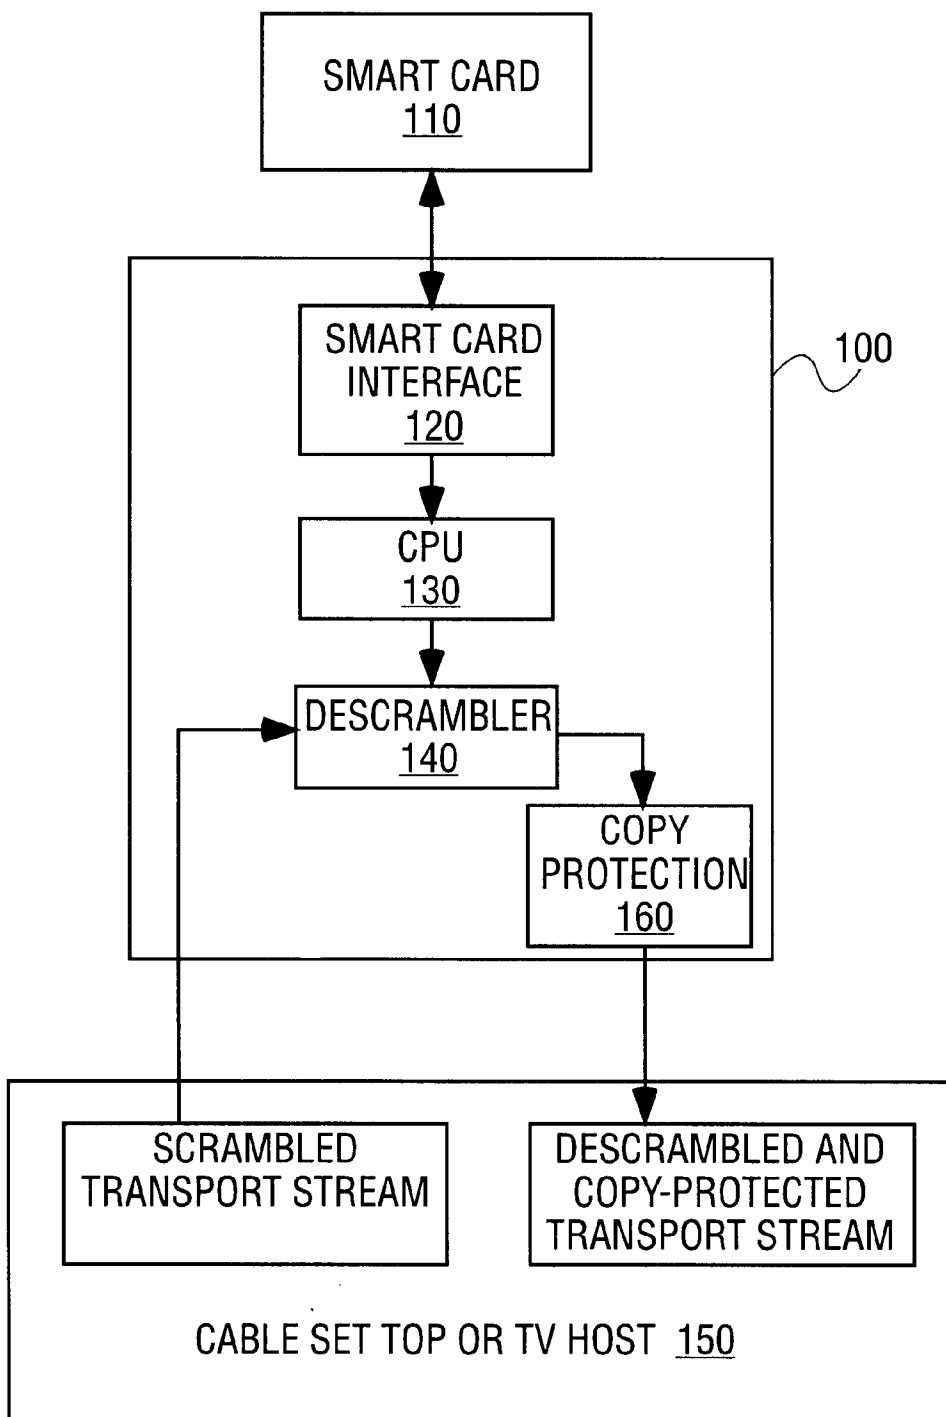 SMART CARD
110
SMART CARD
INTERFACE
120
100
CPU
130
DESCRAMBLER
140
COPY
PROTECTION
160
SCRAMBLED
TRANSPORT STREAM
DESCRAMBLED AND
COPY-PROTECTED
TRANSPORT STREAM
CABLE SET TOP OR TV HOST 150